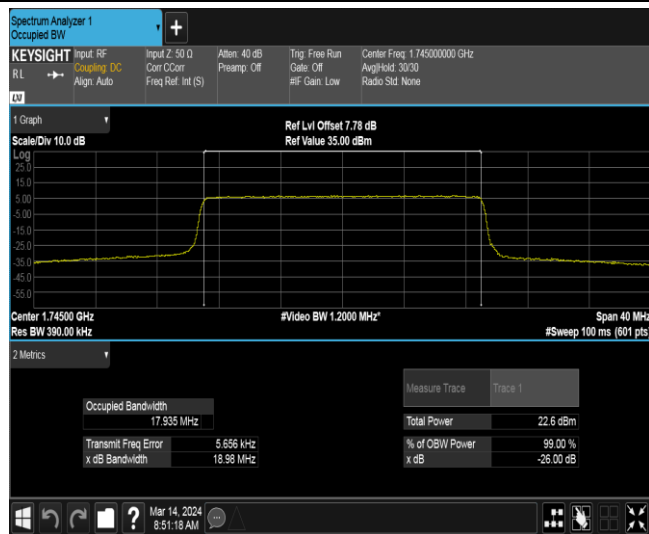 Spectrum Analyzer 1
Occupied BW
+
KEYSIGHT
RL
Input: RF
Coupling: DC
Align: Auto
Input Z: 50 Ω
Corr CCorr
Freq Ref: Int (S)
Atten: 40 dB
Preamp: Off
Trig: Free Run
Gate: Off
#IF Gain: Low
Center Freq: 1.745000000 GHz
Avg|Hold: 30/30
Radio Std: None
LXI
1 Graph
Scale/Div 10.0 dB
Ref Lvl Offset 7.78 dB
Ref Value 35.00 dBm
Log
25.0
15.0
5.00
-5.00
-15.0
-25.0
-35.0
-45.0
-55.0
Center 1.74500 GHz
Res BW 390.00 kHz
#Video BW 1.2000 MHz*
Span 40 MHz
#Sweep 100 ms (601 pts)
2 Metrics
Measure Trace Trace 1
Occupied Bandwidth
17.935 MHz
Total Power 22.6 dBm
Transmit Freq Error 5.656 kHz
% of OBW Power 99.00 %
x dB Bandwidth 18.98 MHz
x dB -26.00 dB
?
Mar 14, 2024
8:51:18 AM